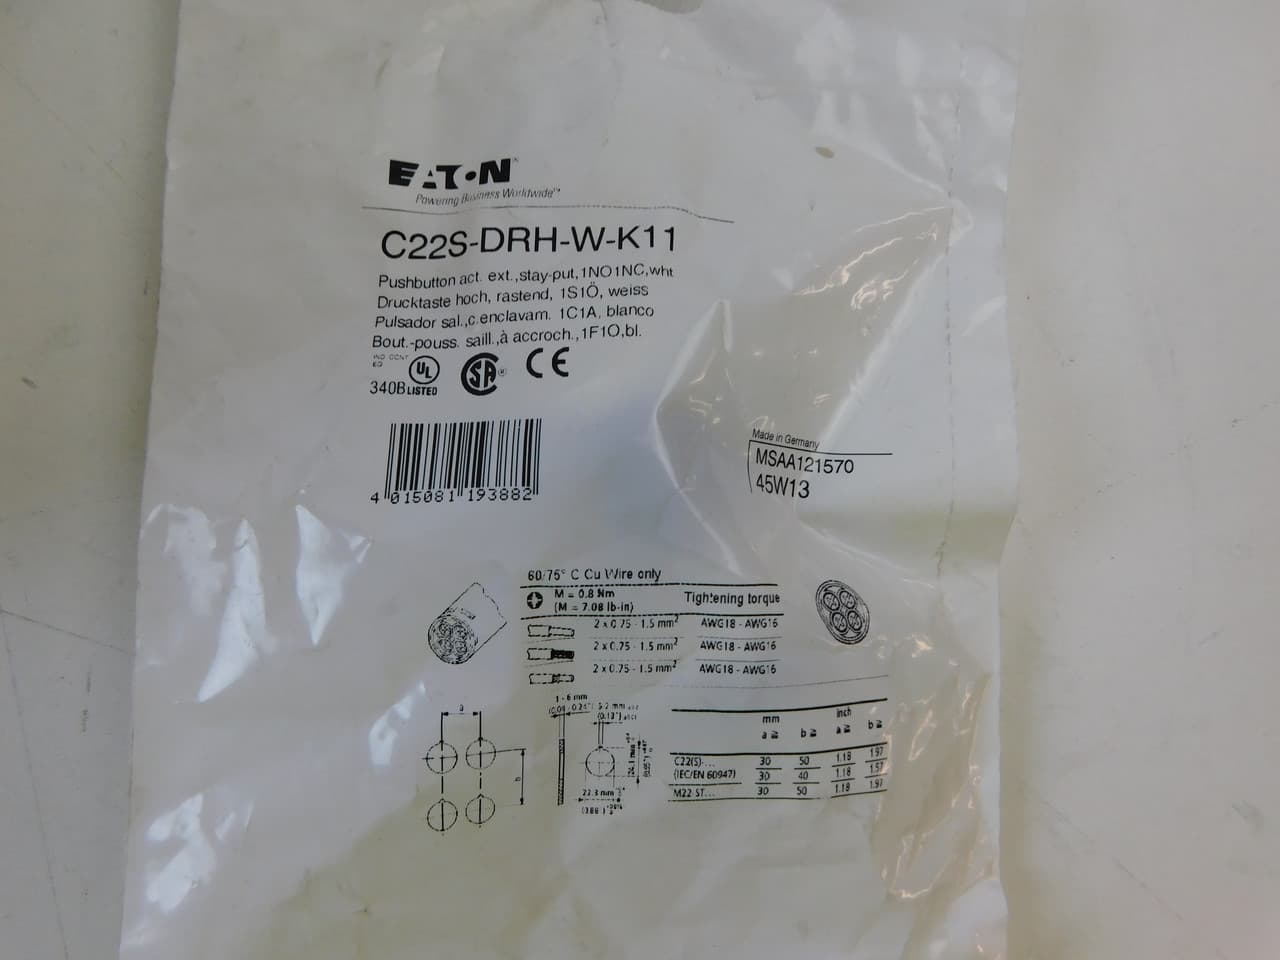 EATON
Powering Business Worldwide
C22S-DRH-W-K11
Pushbutton act. ext.,stay-put,1NO1NC,wht
Drucktaste hoch, rastend, 1S1Ö, weiss
Pulsador sal.,c.enclavam. 1C1A, blanco
Bout.-pouss. saill.,à accroch.,1F1O,bl.
IND CONT
EQ
UL
340B LISTED
SA
CE
4 015081 193882
Made in Germany
MSAA121570
45W13
60/75° C Cu Wire only
M = 0.8 Nm
(M = 7.08 lb-in)
Tightening torque
2 x 0.75 - 1.5 mm² AWG18 - AWG16
2 x 0.75 - 1.5 mm² AWG18 - AWG16
2 x 0.75 - 1.5 mm² AWG18 - AWG16
1 - 6 mm
a
b
22.3 mm
mm inch
a ≧ b ≧ a ≧ b ≧
C22(S)-... 30 50 1.18 1.97
(IEC/EN 60947) 30 40 1.18
M22-ST... 30 50 1.18 1.97